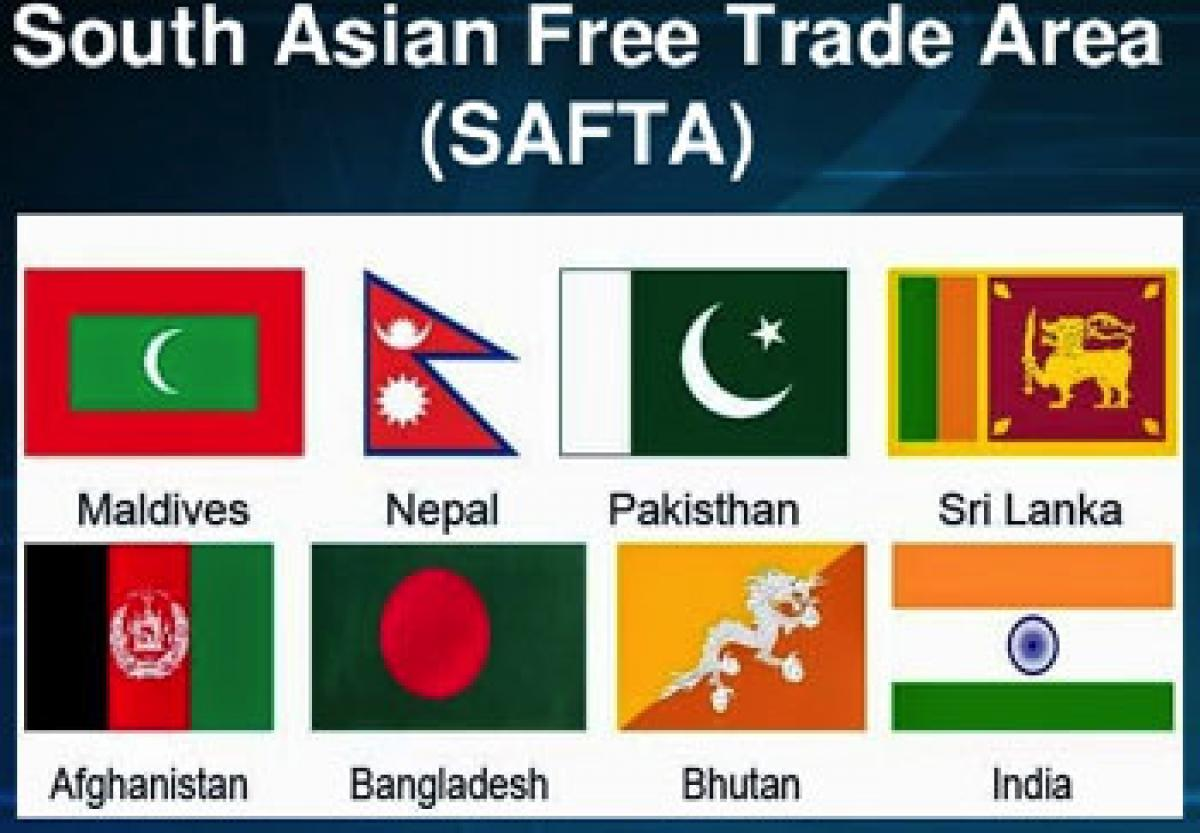 South Asian Free Trade Area
(SAFTA)
Maldives Nepal Pakisthan Sri Lanka
Afghanistan Bangladesh Bhutan India